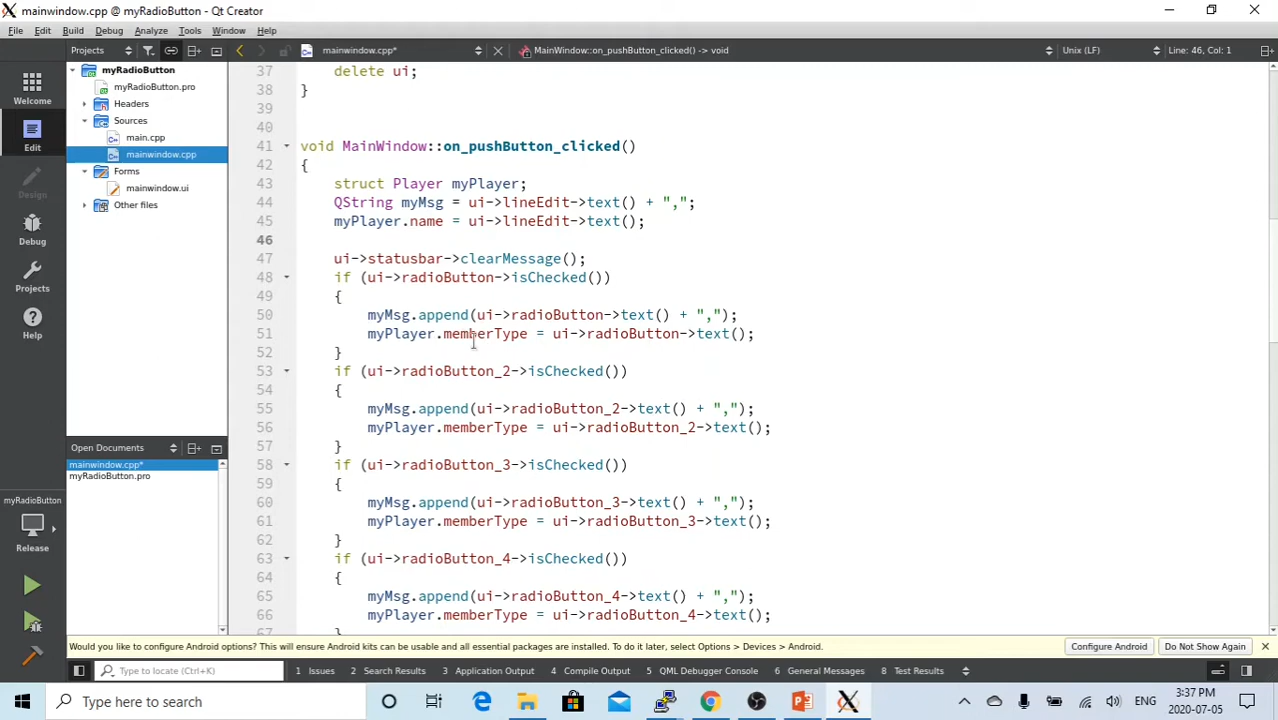 mainwindow.cpp @ myRadioButton - Qt Creator
File Edit Build Debug Analyze Tools Window Help
Projects mainwindow.cpp* MainWindow::on_pushButton_clicked() -> void Unix (LF) Line: 46, Col: 1
Welcome
Edit
Design
Debug
Projects
Help
myRadioButton
Release
myRadioButton
myRadioButton.pro
Headers
Sources
main.cpp
mainwindow.cpp
Forms
mainwindow.ui
Other files
Open Documents
mainwindow.cpp*
myRadioButton.pro
37 delete ui;
38 }
39
40
41 void MainWindow::on_pushButton_clicked()
42 {
43 struct Player myPlayer;
44 QString myMsg = ui->lineEdit->text() + ",";
45 myPlayer.name = ui->lineEdit->text();
46
47 ui->statusbar->clearMessage();
48 if (ui->radioButton->isChecked())
49 {
50 myMsg.append(ui->radioButton->text() + ",");
51 myPlayer.memberType = ui->radioButton->text();
52 }
53 if (ui->radioButton_2->isChecked())
54 {
55 myMsg.append(ui->radioButton_2->text() + ",");
56 myPlayer.memberType = ui->radioButton_2->text();
57 }
58 if (ui->radioButton_3->isChecked())
59 {
60 myMsg.append(ui->radioButton_3->text() + ",");
61 myPlayer.memberType = ui->radioButton_3->text();
62 }
63 if (ui->radioButton_4->isChecked())
64 {
65 myMsg.append(ui->radioButton_4->text() + ",");
66 myPlayer.memberType = ui->radioButton_4->text();
67 }
Would you like to configure Android options? This will ensure Android kits can be usable and all essential packages are installed. To do it later, select Options > Devices > Android. Configure Android Do Not Show Again
Type to locate (Ctrl+K) 1 Issues 2 Search Results 3 Application Output 4 Compile Output 5 QML Debugger Console 6 General Messages 8 Test Results
Type here to search ENG 3:37 PM
2020-07-05